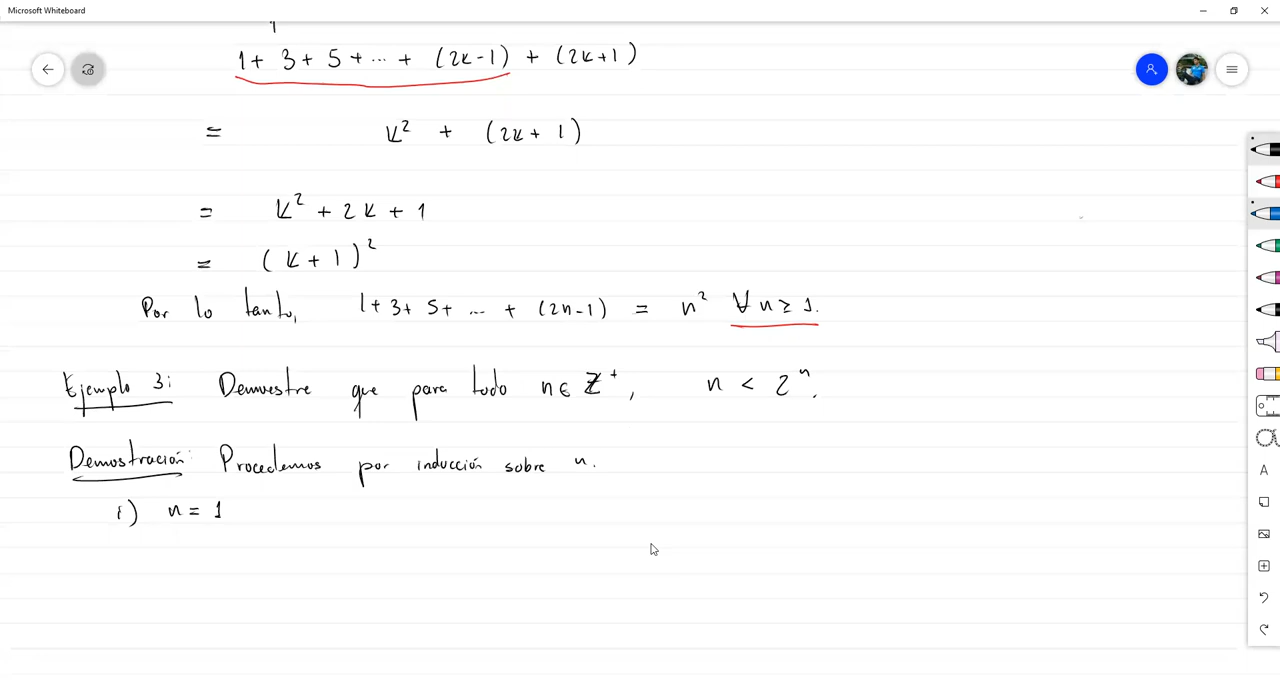 Microsoft Whiteboard
1 + 3 + 5 + ... + (2k-1) + (2k+1)
= k² + (2k + 1)
= k² + 2k + 1
= (k + 1)²
Por lo tanto, 1 + 3 + 5 + ... + (2n-1) = n² ∀ n ≥ 1.
Ejemplo 3: Demuestre que para todo n ∈ ℤ⁺, n < 2ⁿ.
Demostración: Procedemos por inducción sobre n.
i) n = 1
A